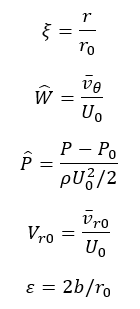 ξ = r / r₀
Ŵ = v̄_θ / U₀
P̂ = (P − P₀) / (ρU₀²/2)
V_r0 = v̄_r0 / U₀
ε = 2b/r₀